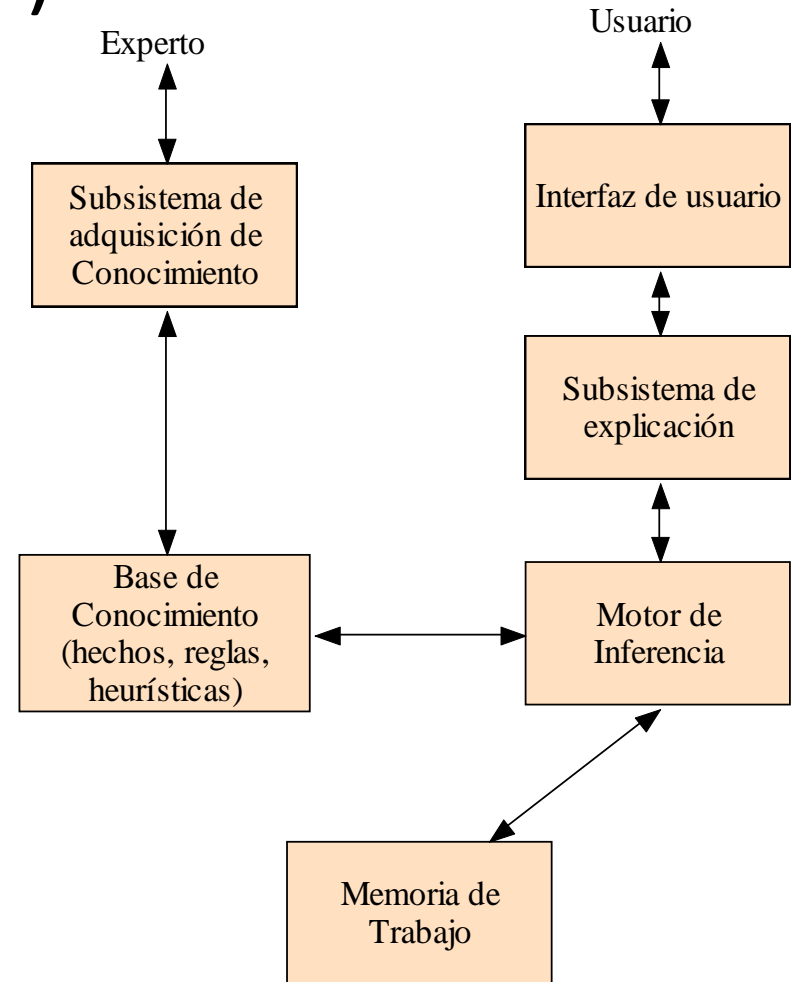 Experto
Usuario
Subsistema de
adquisición de
Conocimiento
Interfaz de usuario
Subsistema de
explicación
Base de
Conocimiento
(hechos, reglas,
heurísticas)
Motor de
Inferencia
Memoria de
Trabajo